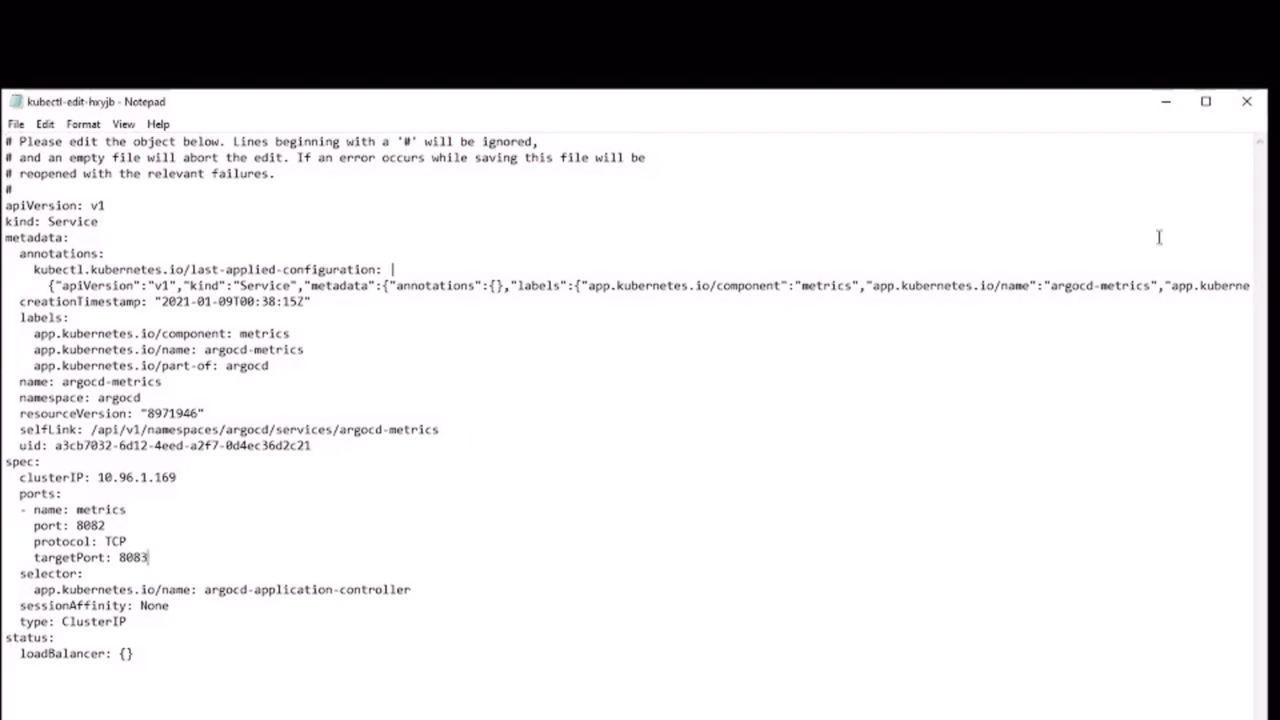 kubectl-edit-hxyjb - Notepad
File Edit Format View Help
# Please edit the object below. Lines beginning with a '#' will be ignored,
# and an empty file will abort the edit. If an error occurs while saving this file will be
# reopened with the relevant failures.
#
apiVersion: v1
kind: Service
metadata:
  annotations:
    kubectl.kubernetes.io/last-applied-configuration: |
      {"apiVersion":"v1","kind":"Service","metadata":{"annotations":{},"labels":{"app.kubernetes.io/component":"metrics","app.kubernetes.io/name":"argocd-metrics","app.kuberne
  creationTimestamp: "2021-01-09T00:38:15Z"
  labels:
    app.kubernetes.io/component: metrics
    app.kubernetes.io/name: argocd-metrics
    app.kubernetes.io/part-of: argocd
  name: argocd-metrics
  namespace: argocd
  resourceVersion: "8971946"
  selfLink: /api/v1/namespaces/argocd/services/argocd-metrics
  uid: a3cb7032-6d12-4eed-a2f7-0d4ec36d2c21
spec:
  clusterIP: 10.96.1.169
  ports:
  - name: metrics
    port: 8082
    protocol: TCP
    targetPort: 8083
  selector:
    app.kubernetes.io/name: argocd-application-controller
  sessionAffinity: None
  type: ClusterIP
status:
  loadBalancer: {}